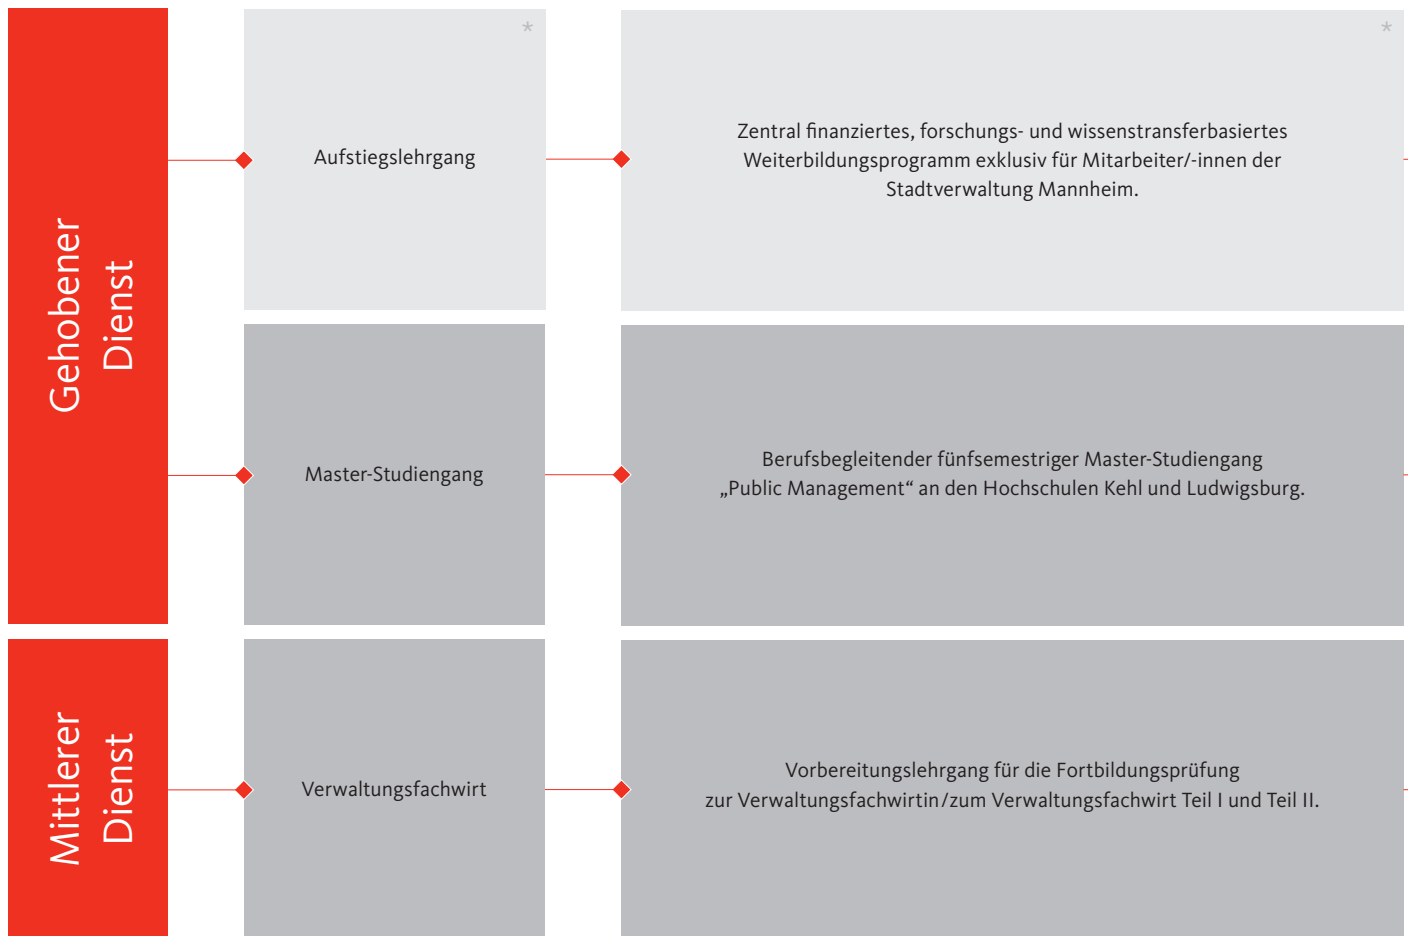 Gehobener
Dienst
*
Aufstiegslehrgang
*
Zentral finanziertes, forschungs- und wissenstransferbasiertes
Weiterbildungsprogramm exklusiv für Mitarbeiter/-innen der
Stadtverwaltung Mannheim.
Master-Studiengang
Berufsbegleitender fünfsemestriger Master-Studiengang
„Public Management“ an den Hochschulen Kehl und Ludwigsburg.
Mittlerer
Dienst
Verwaltungsfachwirt
Vorbereitungslehrgang für die Fortbildungsprüfung
zur Verwaltungsfachwirtin/zum Verwaltungsfachwirt Teil I und Teil II.